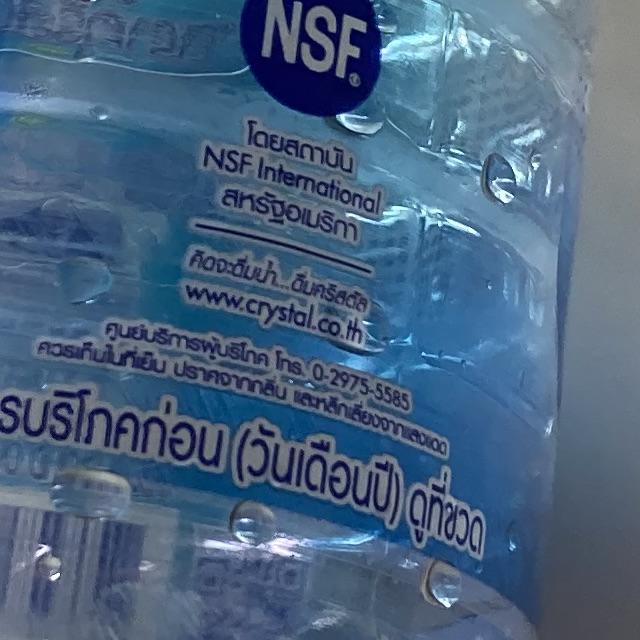 NSF®
โดยสถาบัน
NSF International
สหรัฐอเมริกา
คิดจะดื่มน้ำ...ดื่มคริสตัล
www.crystal.co.th
ศูนย์บริการผู้บริโภค โทร. 0-2975-5585
ควรเก็บในที่เย็น ปราศจากกลิ่น และหลีกเลี่ยงจากแสงแดด
รบริโภคก่อน (วันเดือนปี) ดูที่ขวด